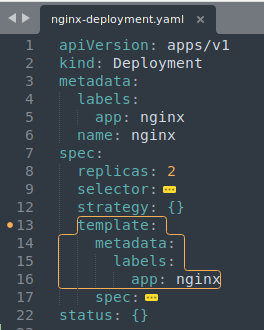 nginx-deployment.yaml ×
1 apiVersion: apps/v1
2 kind: Deployment
3 metadata:
4 labels:
5 app: nginx
6 name: nginx
7 spec:
8 replicas: 2
9 selector:
12 strategy: {}
13 template:
14 metadata:
15 labels:
16 app: nginx
17 spec:
22 status: {}